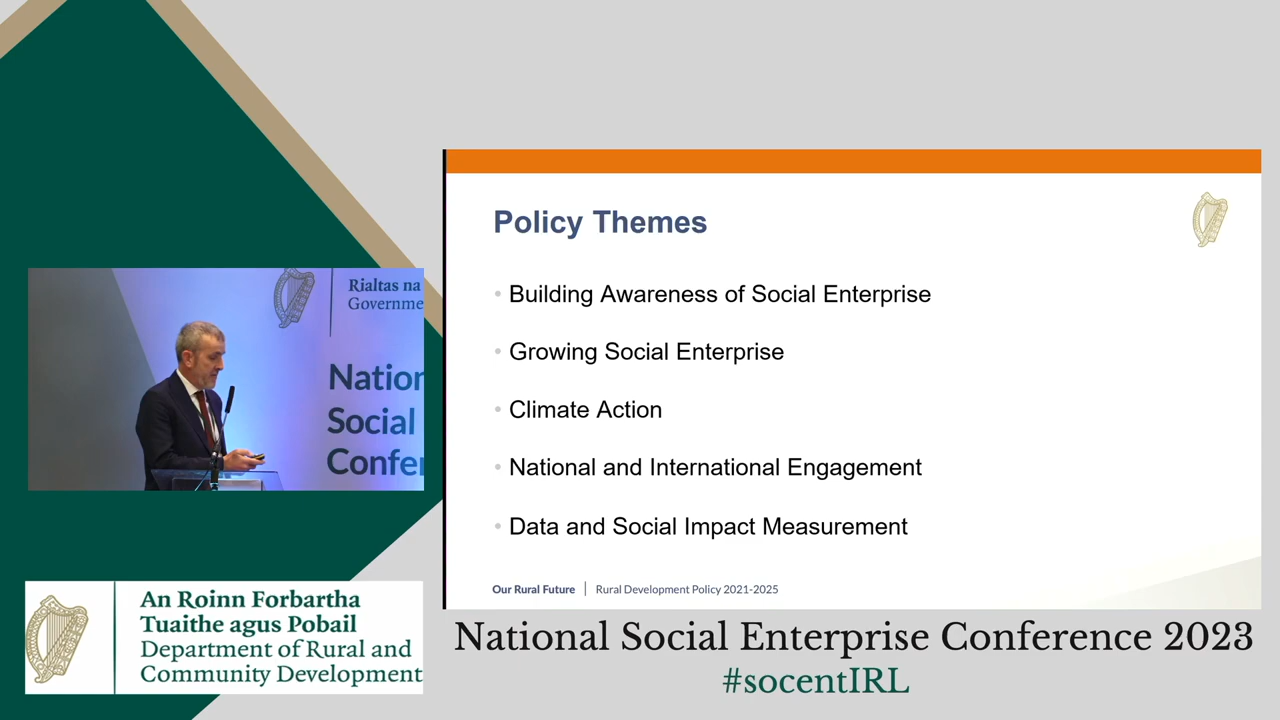 Policy Themes
Building Awareness of Social Enterprise
Growing Social Enterprise
Climate Action
National and International Engagement
Data and Social Impact Measurement
Our Rural Future
Rural Development Policy 2021-2025
Rialtas na
Governme
Nation
Social
Confer
An Roinn Forbartha
Tuaithe agus Pobail
Department of Rural and
Community Development
National Social Enterprise Conference 2023
#socentIRL